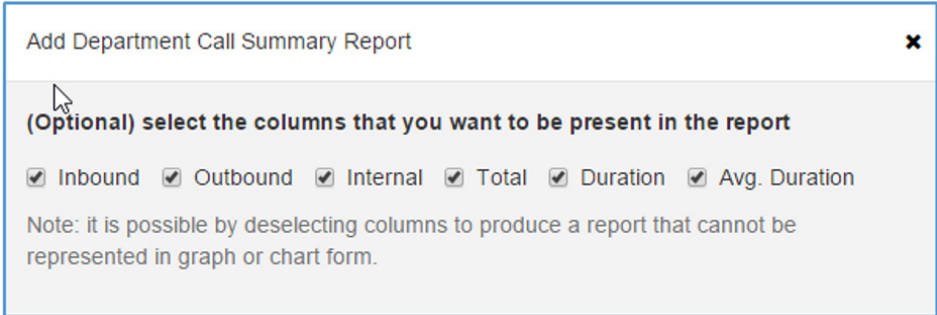 Add Department Call Summary Report
(Optional) select the columns that you want to be present in the report
Inbound Outbound Internal Total Duration Avg. Duration
Note: it is possible by deselecting columns to produce a report that cannot be
represented in graph or chart form.